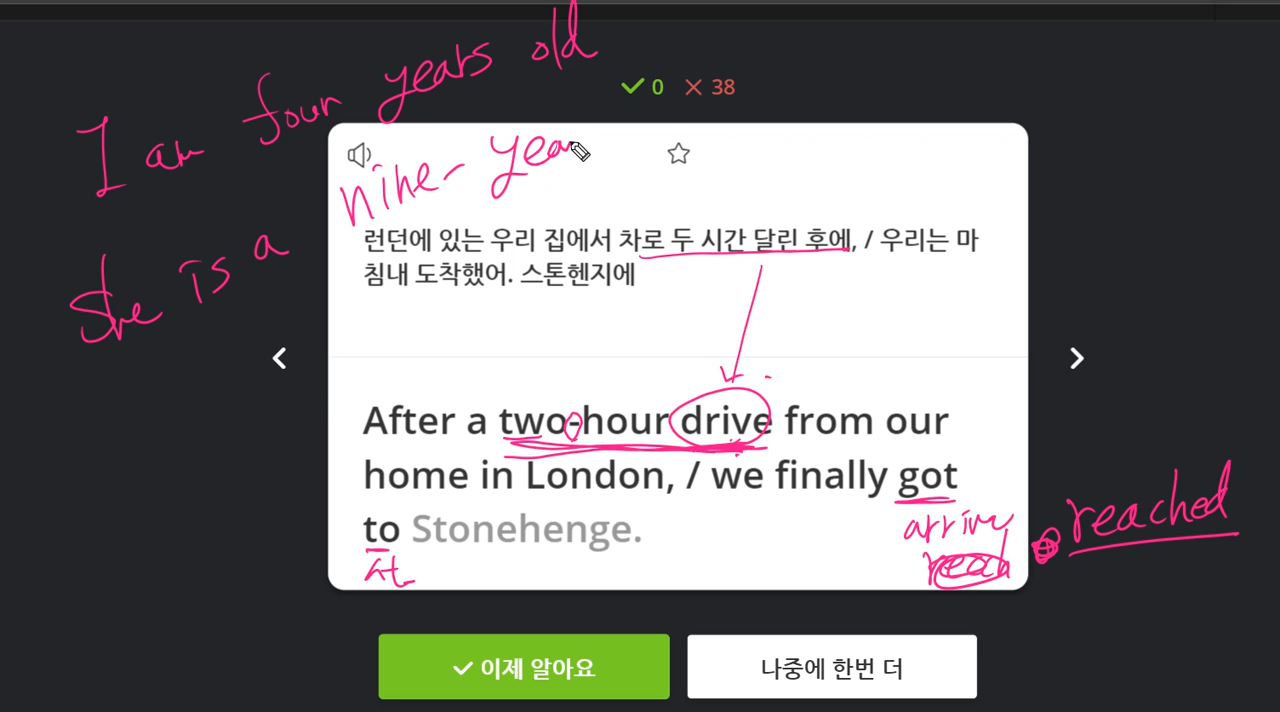 I am four years old
0 38
She is a nine-yea
런던에 있는 우리 집에서 차로 두 시간 달린 후에, / 우리는 마
침내 도착했어. 스톤헨지에
After a two-hour drive from our
home in London, / we finally got
to Stonehenge.
at
arrive
reach
reached
이제 알아요
나중에 한번 더